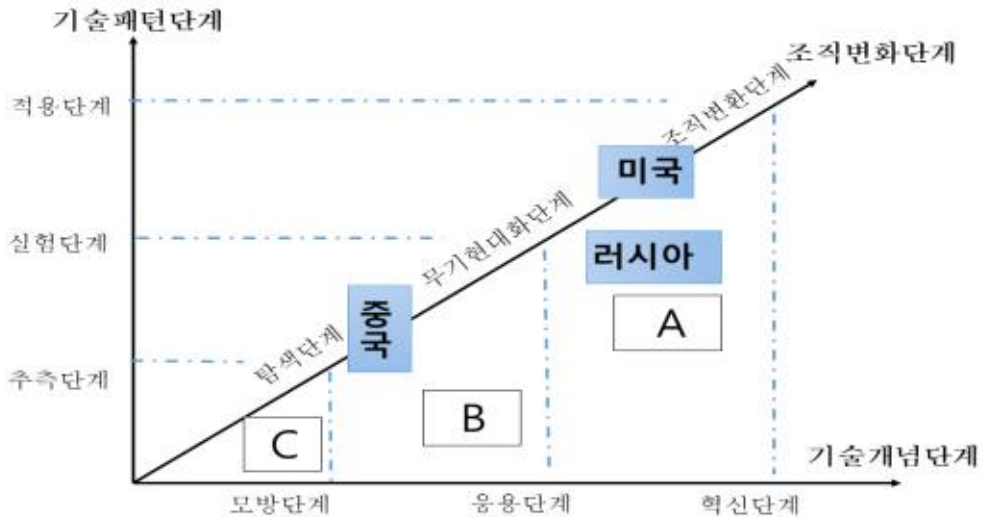 기술패턴단계
조직변화단계
적용단계
조직변환단계
미국
실험단계
무기현대화단계
러시아
중국
A
탐색단계
추측단계
B
C
기술개념단계
모방단계
응용단계
혁신단계